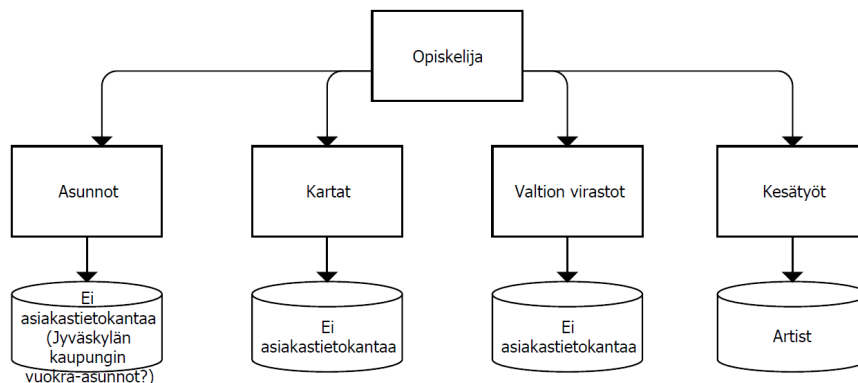 Opiskelija
Asunnot
Kartat
Valtion virastot
Kesätyöt
Ei
asiakastietokantaa
(Jyväskylän
kaupungin
vuokra-asunnot?)
Ei
asiakastietokantaa
Ei
asiakastietokantaa
Artist